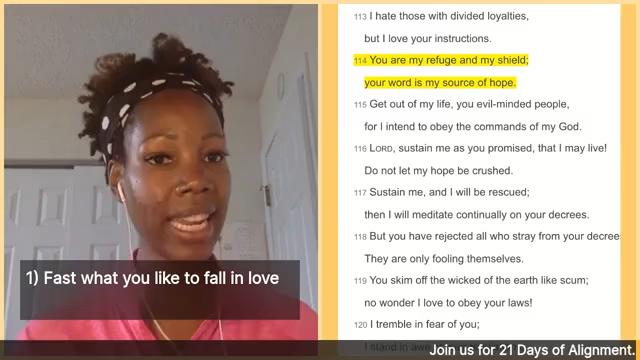 113 I hate those with divided loyalties,
but I love your instructions.
114 You are my refuge and my shield;
your word is my source of hope.
115 Get out of my life, you evil-minded people,
for I intend to obey the commands of my God.
116 LORD, sustain me as you promised, that I may live!
Do not let my hope be crushed.
117 Sustain me, and I will be rescued;
then I will meditate continually on your decrees.
118 But you have rejected all who stray from your decree
They are only fooling themselves.
119 You skim off the wicked of the earth like scum;
no wonder I love to obey your laws!
120 I tremble in fear of you;
I stand in awe
1) Fast what you like to fall in love
Join us for 21 Days of Alignment.